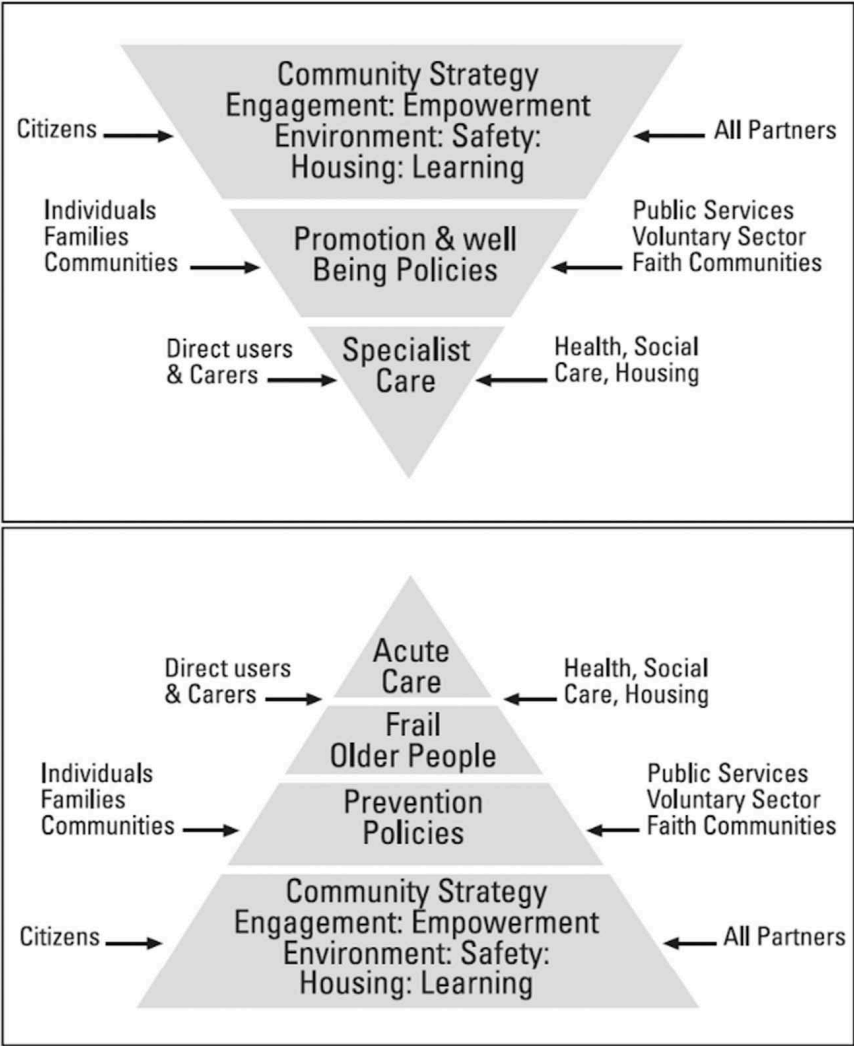 Community Strategy
Engagement: Empowerment
Environment: Safety:
Housing: Learning
Citizens
All Partners
Individuals
Families
Communities
Promotion & well
Being Policies
Public Services
Voluntary Sector
Faith Communities
Direct users
& Carers
Specialist
Care
Health, Social
Care, Housing
Acute
Care
Direct users
& Carers
Health, Social
Care, Housing
Frail
Older People
Individuals
Families
Communities
Prevention
Policies
Public Services
Voluntary Sector
Faith Communities
Community Strategy
Engagement: Empowerment
Environment: Safety:
Housing: Learning
Citizens
All Partners